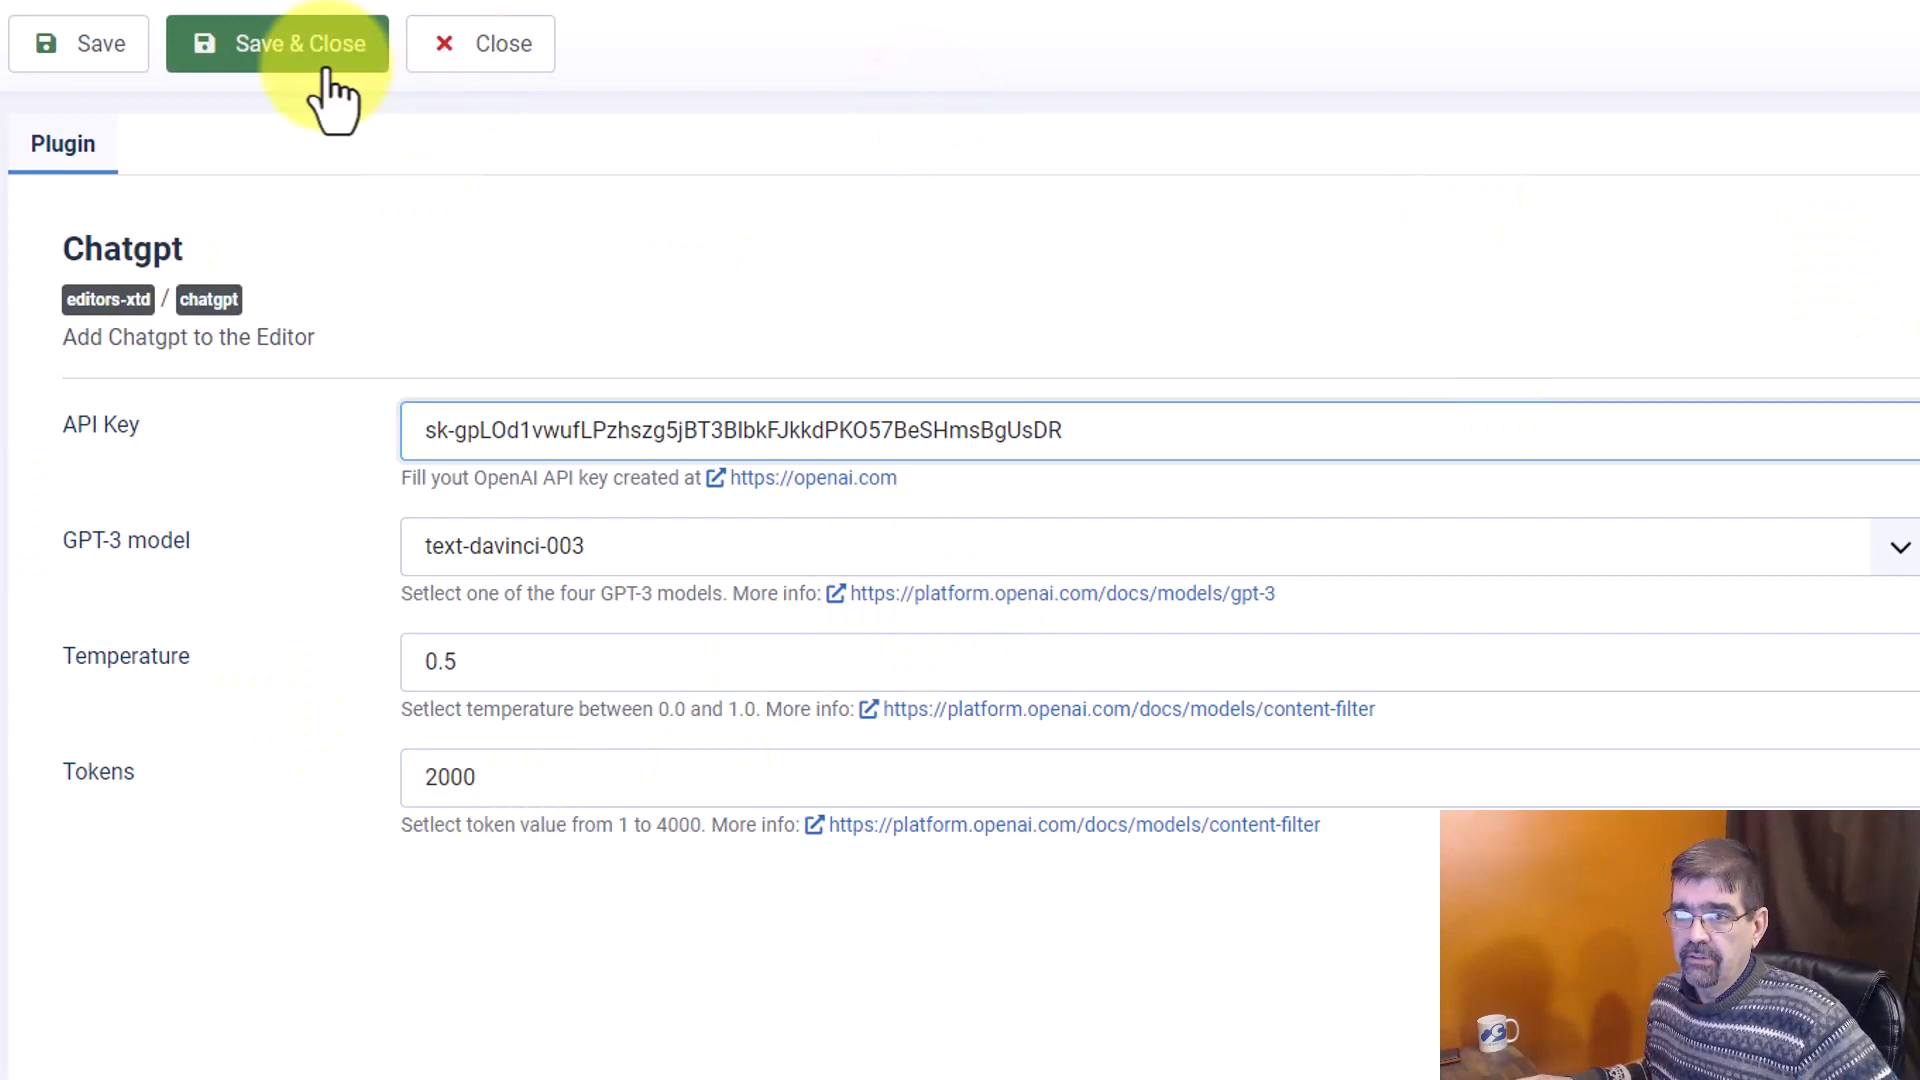 Save Save & Close Close
Plugin
Chatgpt
editors-xtd / chatgpt
Add Chatgpt to the Editor
API Key
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
Fill yout OpenAI API key created at https://openai.com
GPT-3 model
text-davinci-003
Setlect one of the four GPT-3 models. More info: https://platform.openai.com/docs/models/gpt-3
Temperature
0.5
Setlect temperature between 0.0 and 1.0. More info: https://platform.openai.com/docs/models/content-filter
Tokens
2000
Setlect token value from 1 to 4000. More info: https://platform.openai.com/docs/models/content-filter